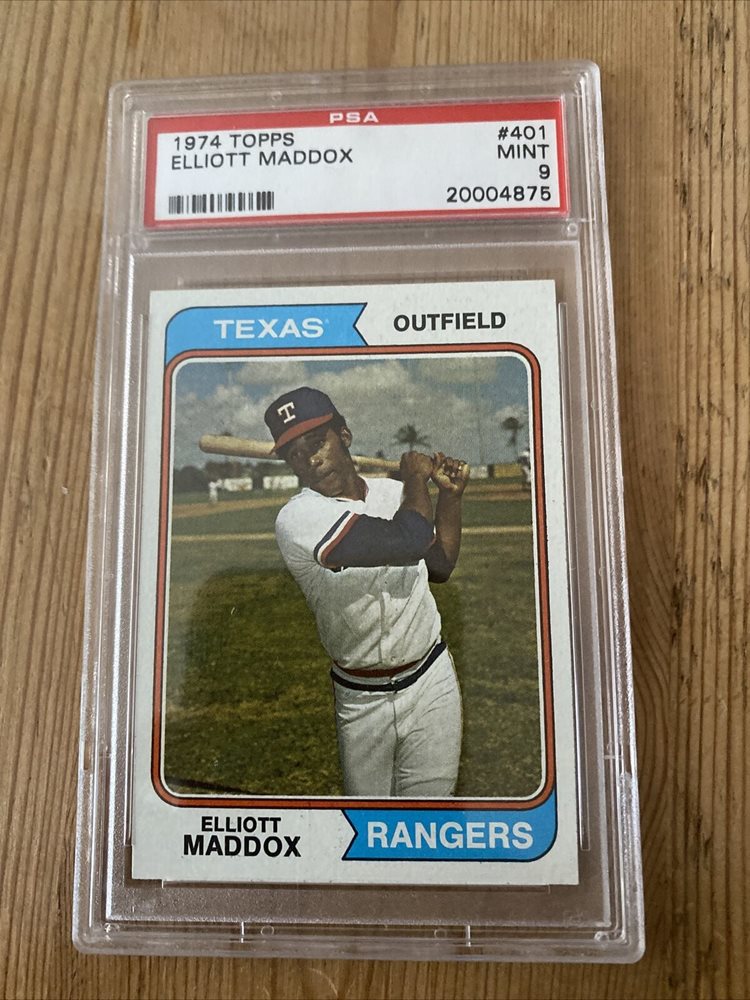 PSA
1974 TOPPS #401
ELLIOTT MADDOX MINT
9
20004875
TEXAS OUTFIELD
T
ELLIOTT
MADDOX
RANGERS